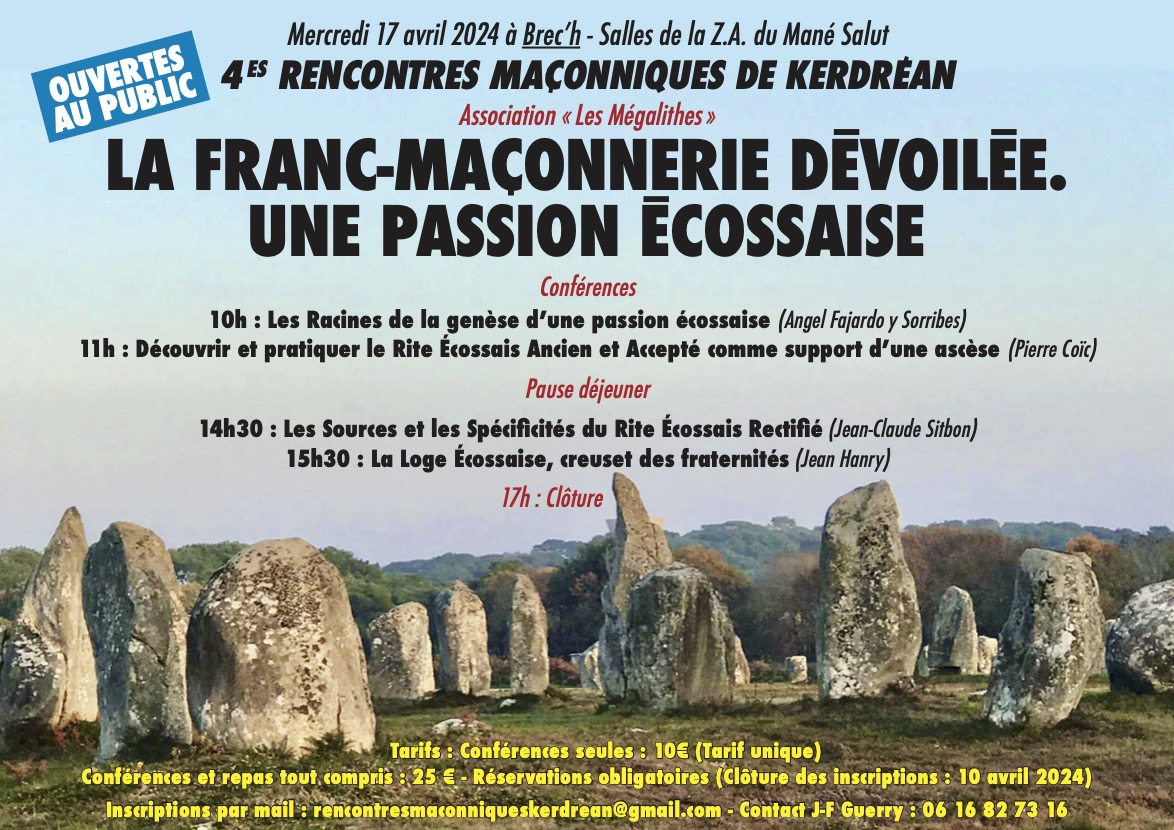 Mercredi 17 avril 2024 à Brec'h - Salles de la Z.A. du Mané Salut
OUVERTES
AU PUBLIC
4ES RENCONTRES MAÇONNIQUES DE KERDRÉAN
Association « Les Mégalithes »
LA FRANC-MAÇONNERIE DĒVOILĒE.
UNE PASSION ĒCOSSAISE
Conférences
10h : Les Racines de la genèse d'une passion écossaise (Angel Fajardo y Sorribes)
11h : Découvrir et pratiquer le Rite Écossais Ancien et Accepté comme support d'une ascèse (Pierre Coïc)
Pause déjeuner
14h30 : Les Sources et les Spécificités du Rite Écossais Rectifié (Jean-Claude Sitbon)
15h30 : La Loge Écossaise, creuset des fraternités (Jean Hanry)
17h : Clôture
Tarifs : Conférences seules : 10€ (Tarif unique)
Conférences et repas tout compris : 25 € - Réservations obligatoires (Clôture des inscriptions : 10 avril 2024)
Inscriptions par mail : rencontresmaconniqueskerdrean@gmail.com - Contact J-F Guerry : 06 16 82 73 16